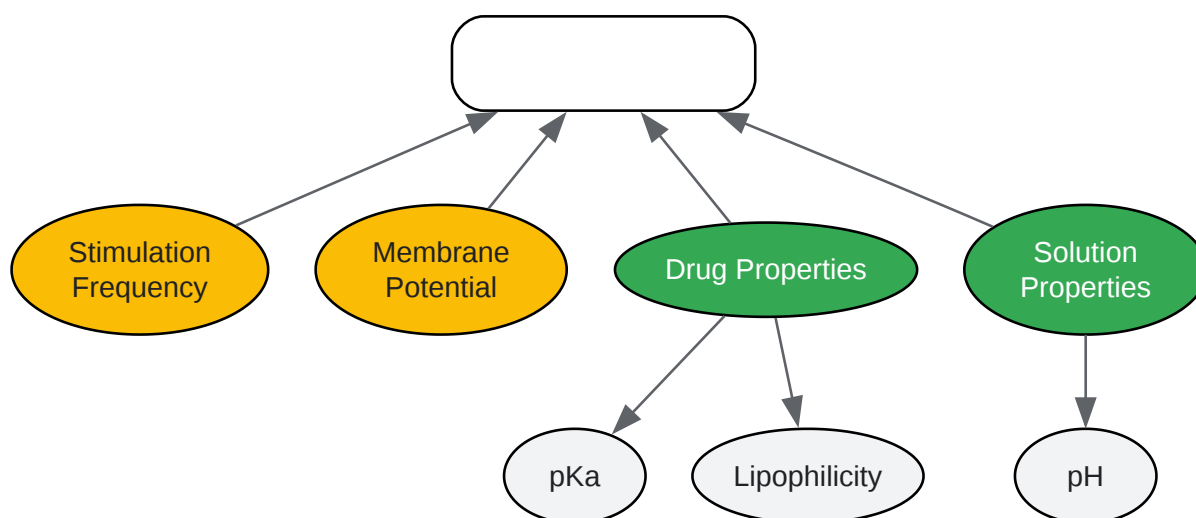 Stimulation
Frequency
Membrane
Potential
Drug Properties
Solution
Properties
pKa
Lipophilicity
pH